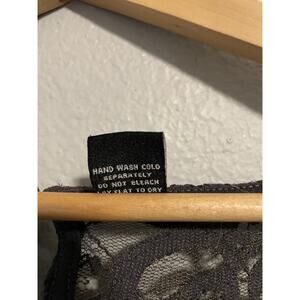 HAND WASH COLD
SEPARATELY
DO NOT BLEACH
LAY FLAT TO DRY